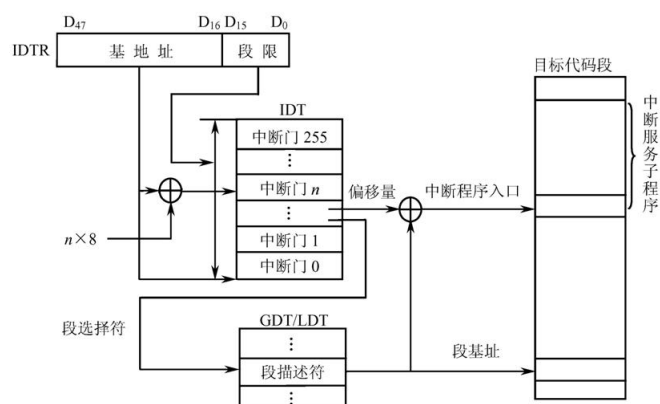 D47 D16 D15 D0
IDTR 基 地 址 段 限
目标代码段
IDT
中断门 255
⋮
中断门 n
⋮
中断门 1
中断门 0
n×8
偏移量
中断程序入口
中断服务子程序
段选择符
GDT/LDT
⋮
段描述符
⋮
段基址